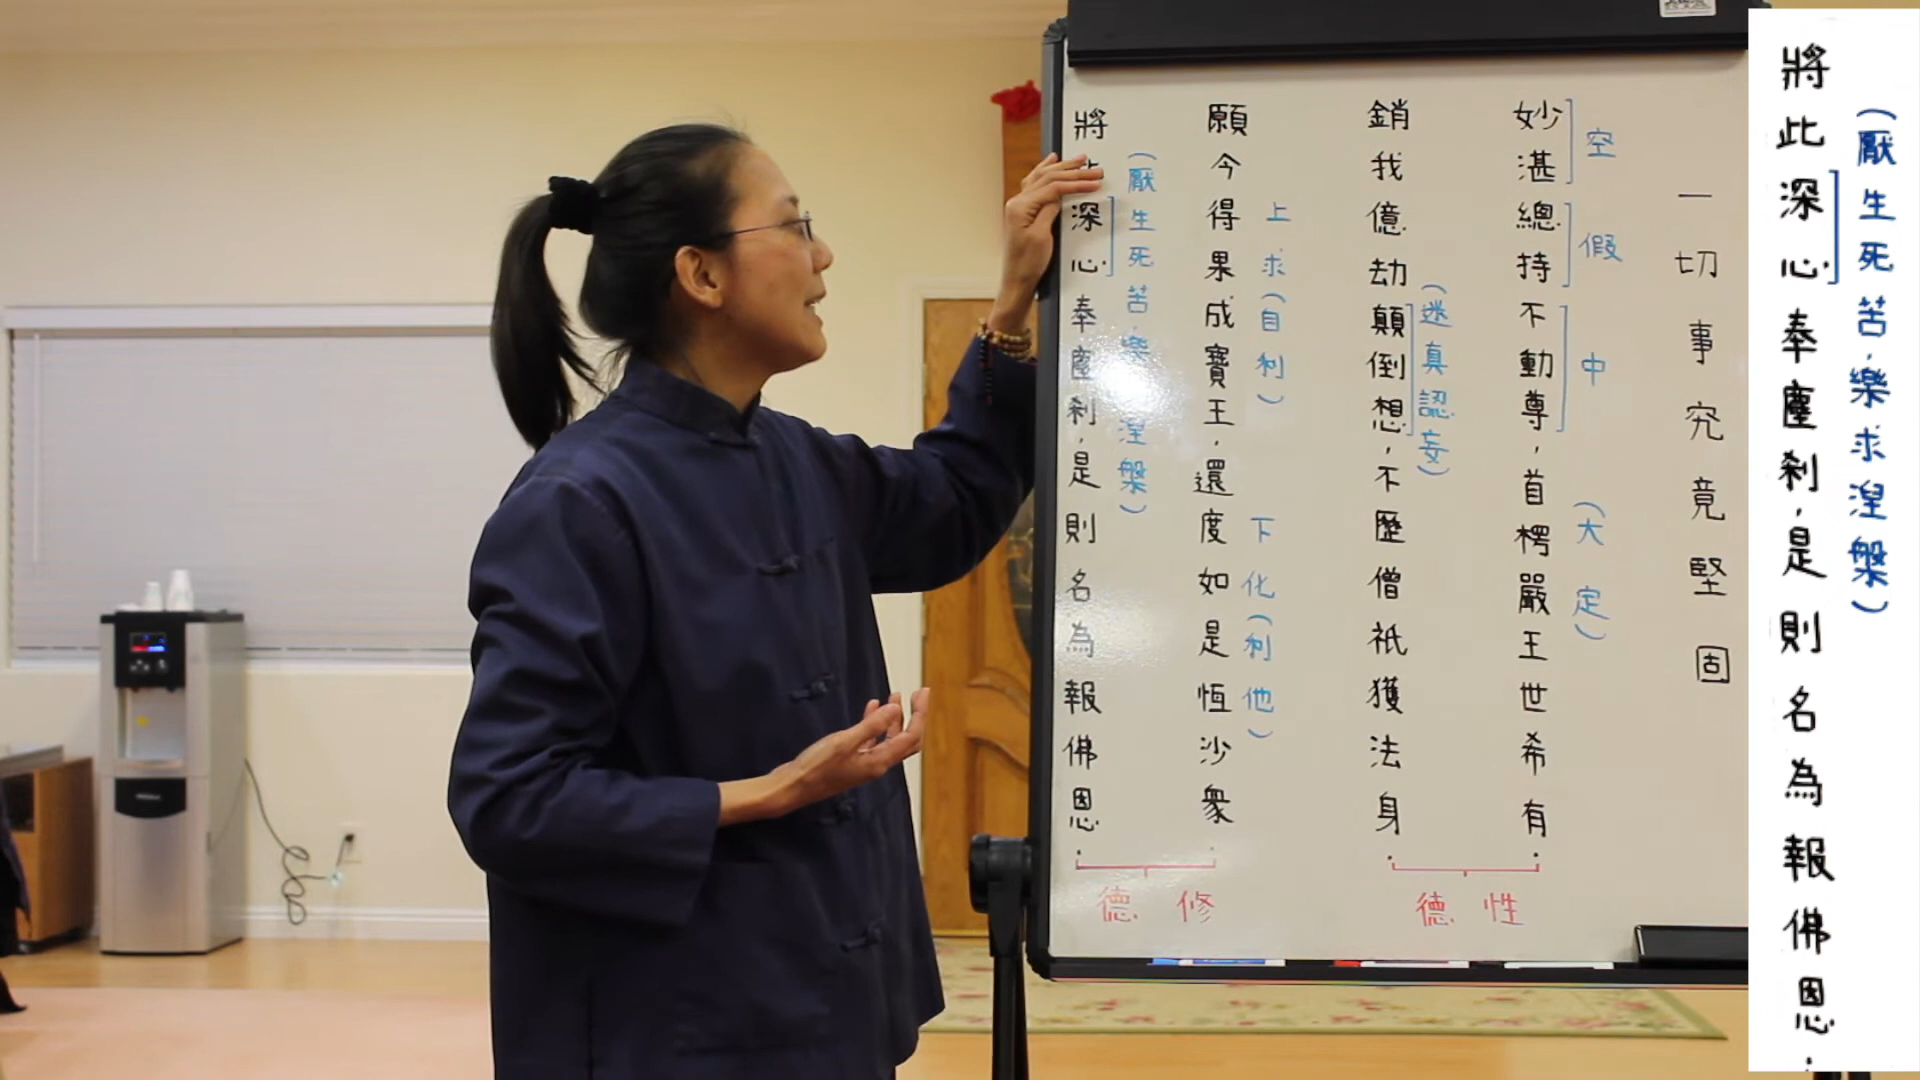 一切事究竟堅固
妙湛總持不動尊，首楞嚴王世希有．
空
假
中
（大定）
銷我億劫顛倒想，不歷僧祇獲法身．
（迷真認妄）
願今得果成寶王，還度如是恆沙衆．
上求（自利）
下化（利他）
將此深心奉塵剎，是則名為報佛恩．
（厭生死苦，樂求涅槃）
德性
德修
（厭生死苦，樂求涅槃）
將此深心奉塵剎，是則名為報佛恩．